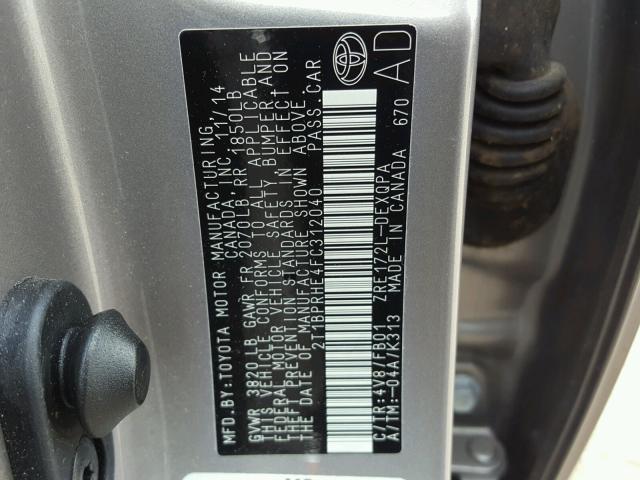 MFD.BY:TOYOTA MOTOR MANUFACTURING,
CANADA, INC. 11/14
GVWR 3820LB GAWR FR 2070LB, RR 1850LB
THIS VEHICLE CONFORMS TO ALL APPLICABLE
FEDERAL MOTOR VEHICLE SAFETY, BUMPER AND
THEFT PREVENTION STANDARDS IN EFFECT ON
THE DATE OF MANUFACTURE SHOWN ABOVE.
2T1BPRHE4FC312040 PASS.CAR
C/TR:4V8/FB01 ZRE172L-DEXQPA
A/TM:-04A/K313 MADE IN CANADA 670
AD